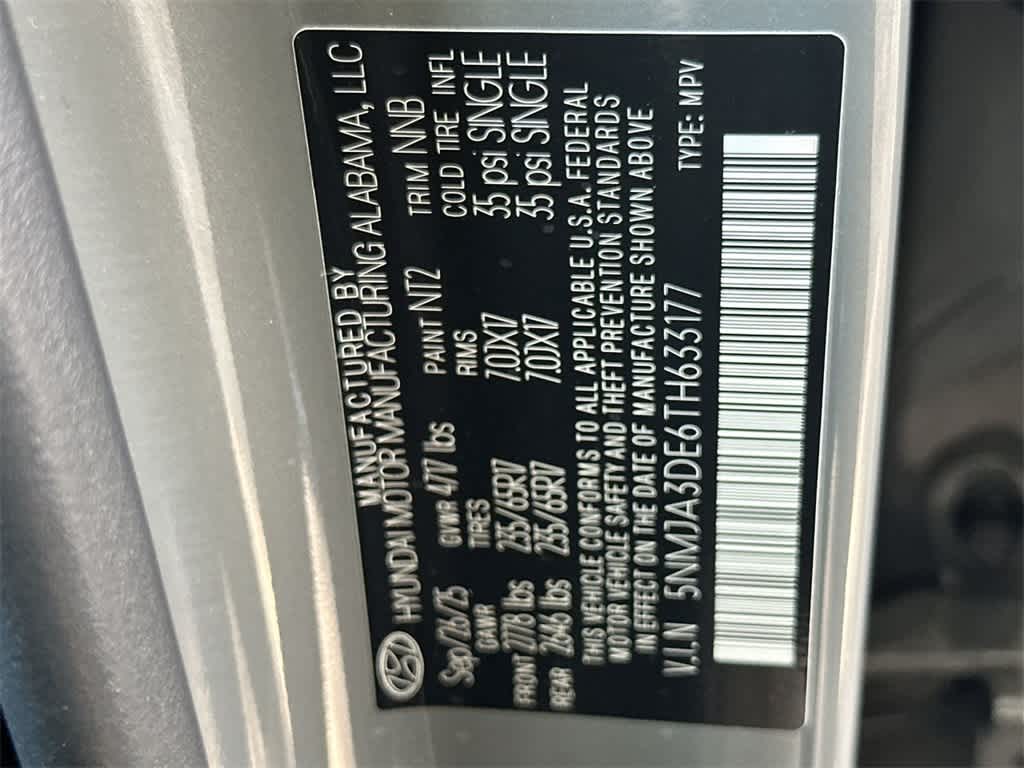 MANUFACTURED BY
HYUNDAI MOTOR MANUFACTURING ALABAMA, LLC
Sep/26/25 GVWR 4717 lbs PAINT NT2 TRIM NNB
GAWR TIRES RIMS COLD TIRE INFL
FRONT 2778 lbs 235/65R17 7.0JX17 35 psi SINGLE
REAR 2646 lbs 235/65R17 7.0JX17 35 psi SINGLE
THIS VEHICLE CONFORMS TO ALL APPLICABLE U.S.A. FEDERAL
MOTOR VEHICLE SAFETY AND THEFT PREVENTION STANDARDS
IN EFFECT ON THE DATE OF MANUFACTURE SHOWN ABOVE
V.I.N 5NMJA3DE6TH633177 TYPE: MPV